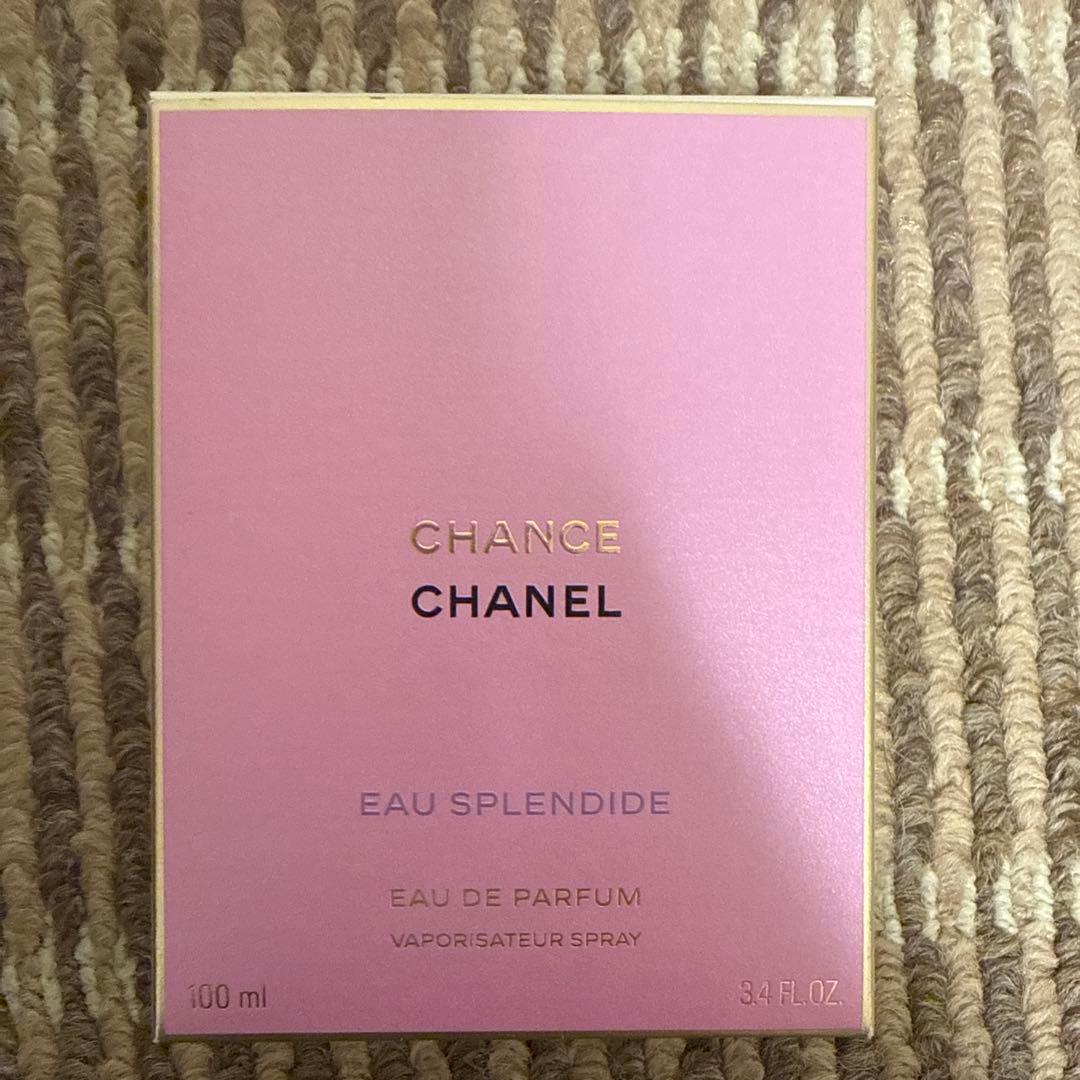 CHANCE
CHANEL
EAU SPLENDIDE
EAU DE PARFUM
VAPORISATEUR SPRAY
100 ml 3.4 FL.OZ.